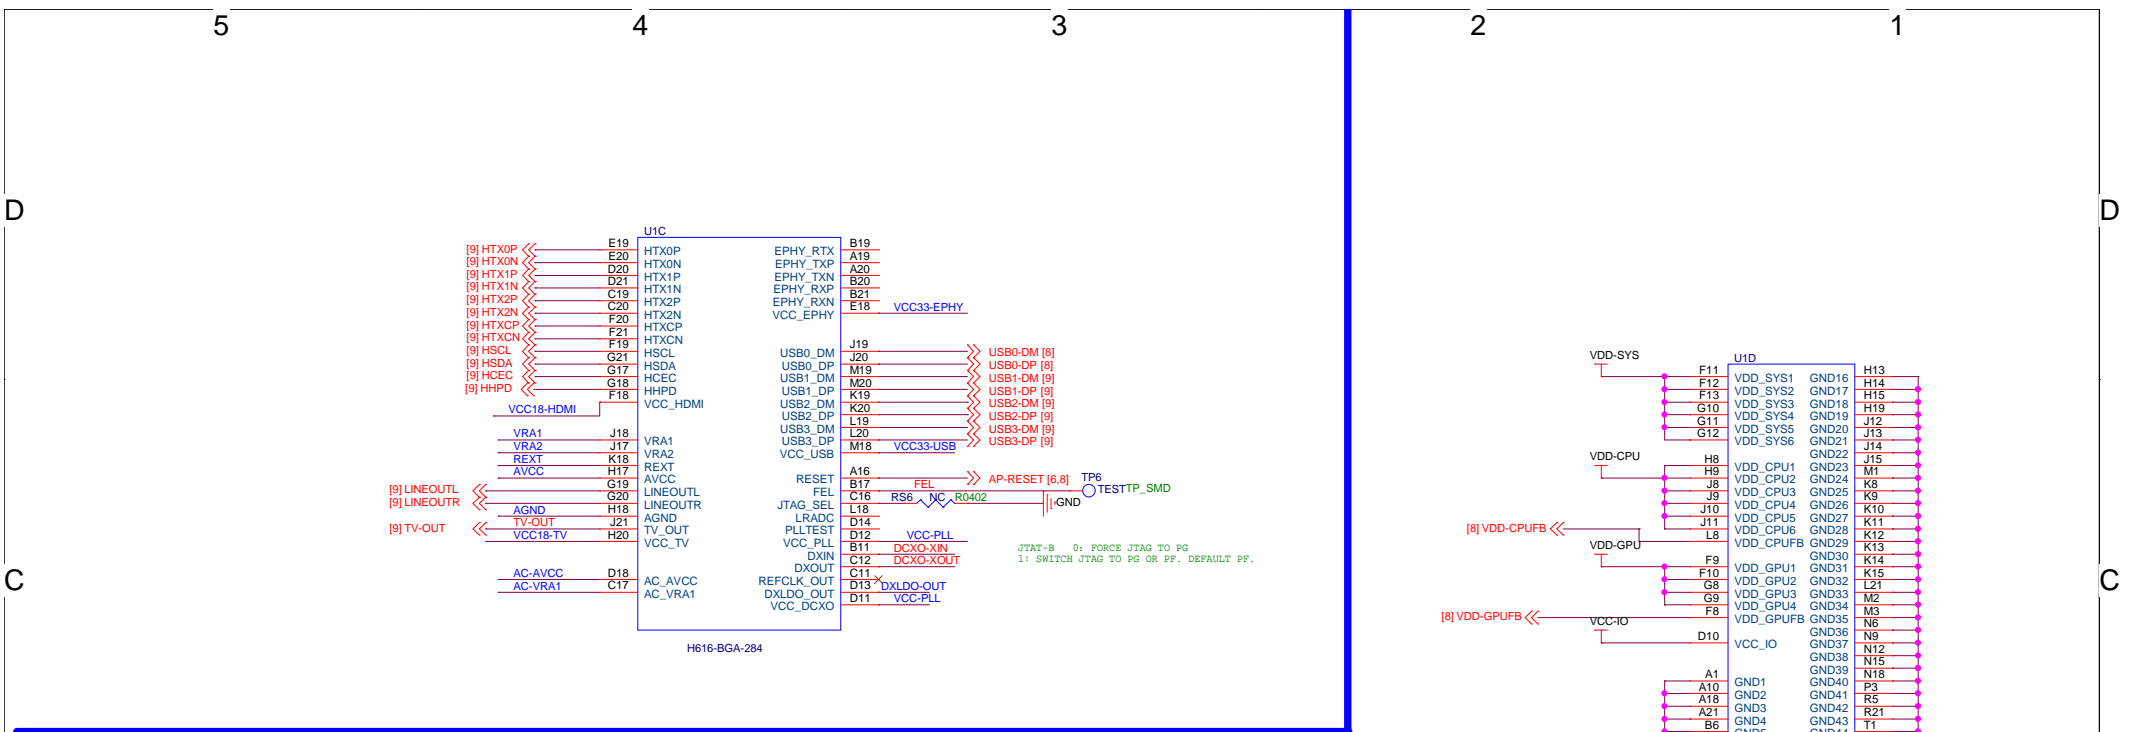 5 4 3 2 1
D D
U1C
[9] HTX0P E19 HTX0P EPHY_RTX B19
[9] HTX0N E20 HTX0N EPHY_TXP A19
[9] HTX1P D20 HTX1P EPHY_TXN A20
[9] HTX1N D21 HTX1N EPHY_RXP B20
[9] HTX2P C19 HTX2P EPHY_RXN B21
[9] HTX2N C20 HTX2N VCC_EPHY E18 VCC33-EPHY
[9] HTXCP F20 HTXCP
[9] HTXCN F21 HTXCN
[9] HSCL F19 HSCL USB0_DM J19 USB0-DM [8]
[9] HSDA G21 HSDA USB0_DP J20 USB0-DP [8]
[9] HCEC G17 HCEC USB1_DM M19 USB1-DM [9]
[9] HHPD G18 HHPD USB1_DP M20 USB1-DP [9]
VCC18-HDMI F18 VCC_HDMI USB2_DM K19 USB2-DM [9]
USB2_DP K20 USB2-DP [9]
USB3_DM L19 USB3-DM [9]
VRA1 J18 VRA1 USB3_DP L20 USB3-DP [9]
VRA2 J17 VRA2 VCC_USB M18 VCC33-USB
REXT K18 REXT
AVCC H17 AVCC RESET A16 AP-RESET [6,8]
[9] LINEOUTL G19 LINEOUTL FEL B17 FEL TP6 TEST TP_SMD
[9] LINEOUTR G20 LINEOUTR JTAG_SEL C16 RS6 NC R0402 GND
AGND H18 AGND LRADC L18
[9] TV-OUT TV-OUT J21 TV_OUT PLLTEST D14
VCC18-TV H20 VCC_TV VCC_PLL D12 VCC-PLL
DXIN B11 DCXO-XIN
DXOUT C12 DCXO-XOUT
AC-AVCC D18 AC_AVCC REFCLK_OUT C11
AC-VRA1 C17 AC_VRA1 DXLDO_OUT D13 DXLDO-OUT
VCC_DCXO D11 VCC-PLL
H616-BGA-284
JTAT-B 0: FORCE JTAG TO PG
1: SWITCH JTAG TO PG OR PF. DEFAULT PF.
C C
VDD-SYS U1D
F11 VDD_SYS1 GND16 H13
F12 VDD_SYS2 GND17 H14
F13 VDD_SYS3 GND18 H15
G10 VDD_SYS4 GND19 H19
G11 VDD_SYS5 GND20 J12
G12 VDD_SYS6 GND21 J13
GND22 J14
VDD-CPU H8 VDD_CPU1 GND23 J15
H9 VDD_CPU2 GND24 M1
J8 VDD_CPU3 GND25 K8
J9 VDD_CPU4 GND26 K9
J10 VDD_CPU5 GND27 K10
J11 VDD_CPU6 GND28 K11
[8] VDD-CPUFB L8 VDD_CPUFB GND29 K12
VDD-GPU GND30 K13
F9 VDD_GPU1 GND31 K14
F10 VDD_GPU2 GND32 K15
G8 VDD_GPU3 GND33 L21
G9 VDD_GPU4 GND34 M2
[8] VDD-GPUFB F8 VDD_GPUFB GND35 M3
VCC-IO GND36 N6
D10 VCC_IO GND37 N9
GND38 N12
GND39 N15
A1 GND1 GND40 N18
A10 GND2 GND41 P3
A18 GND3 GND42 R5
A21 GND4 GND43 R21
B6 T1